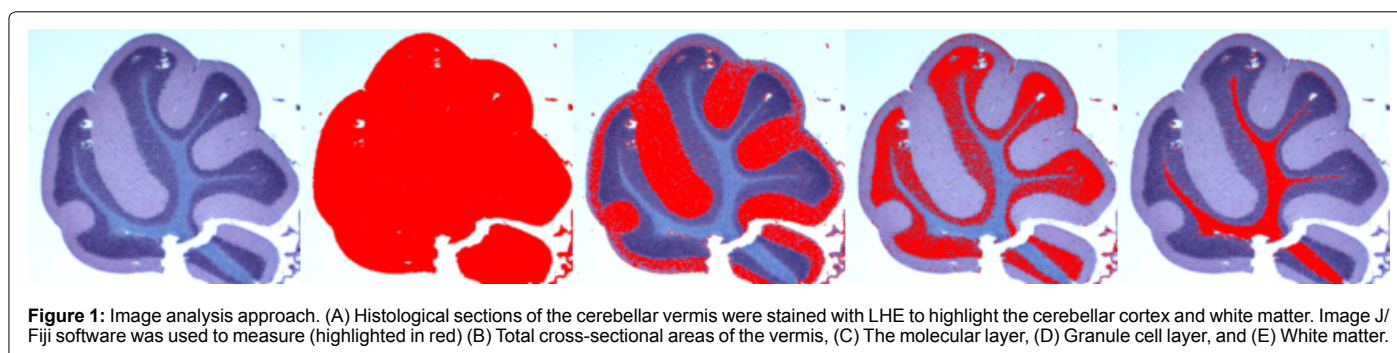 Figure 1: Image analysis approach. (A) Histological sections of the cerebellar vermis were stained with LHE to highlight the cerebellar cortex and white matter. Image J/
Fiji software was used to measure (highlighted in red) (B) Total cross-sectional areas of the vermis, (C) The molecular layer, (D) Granule cell layer, and (E) White matter.